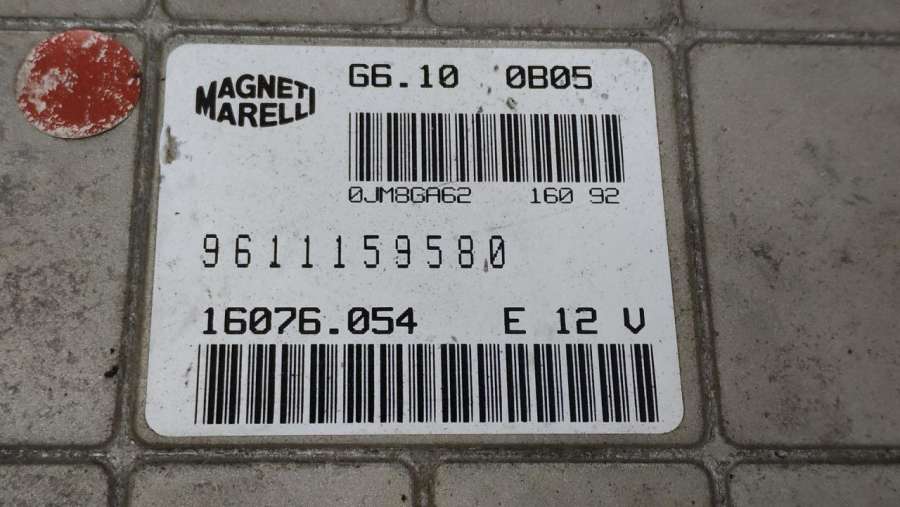 MAGNETI
MARELLI
G6.10 0B05
0JM8GA62 160 92
9611159580
16076.054 E 12 V